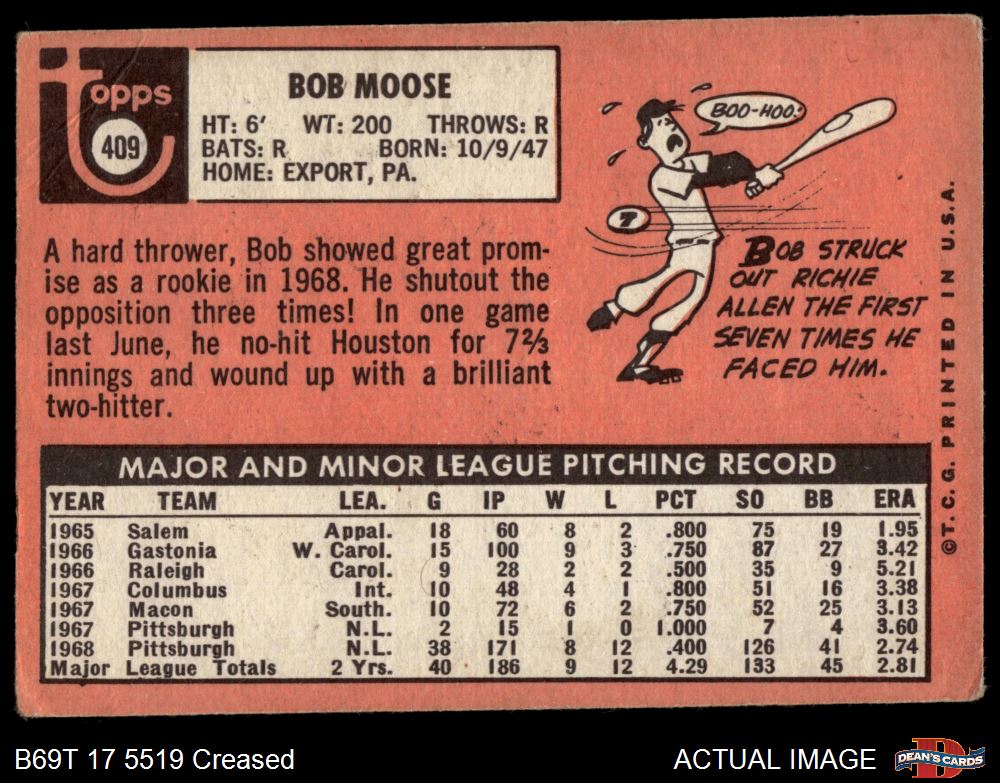 Topps
409
BOB MOOSE
HT: 6' WT: 200 THROWS: R
BATS: R BORN: 10/9/47
HOME: EXPORT, PA.
A hard thrower, Bob showed great prom-
ise as a rookie in 1968. He shutout the
opposition three times! In one game
last June, he no-hit Houston for 7⅔
innings and wound up with a brilliant
two-hitter.
BOO-HOO!
7
BOB STRUCK
OUT RICHIE
ALLEN THE FIRST
SEVEN TIMES HE
FACED HIM.
©T.C.G. PRINTED IN U.S.A.
MAJOR AND MINOR LEAGUE PITCHING RECORD
YEAR TEAM LEA. G IP W L PCT SO BB ERA
1965 Salem Appal. 18 60 8 2 .800 75 19 1.95
1966 Gastonia W. Carol. 15 100 9 3 .750 87 27 3.42
1966 Raleigh Carol. 9 28 2 2 .500 35 9 5.21
1967 Columbus Int. 10 48 4 1 .800 51 16 3.38
1967 Macon South. 10 72 6 2 .750 52 25 3.13
1967 Pittsburgh N.L. 2 15 1 0 1.000 7 4 3.60
1968 Pittsburgh N.L. 38 171 8 12 .400 126 41 2.74
Major League Totals 2 Yrs. 40 186 9 12 4.29 133 45 2.81
B69T 17 5519 Creased
ACTUAL IMAGE
D
DEAN'S CARDS